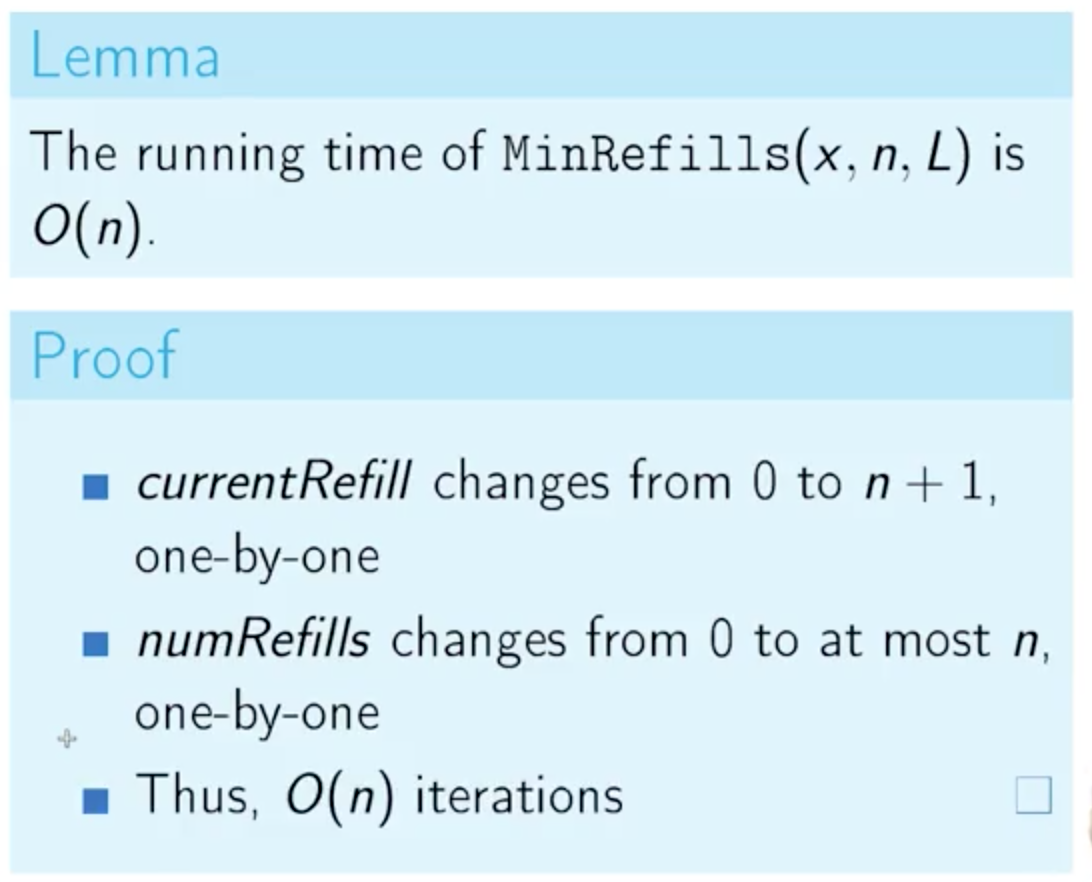 Lemma
The running time of MinRefills(x, n, L) is
O(n).
Proof
■ currentRefill changes from 0 to n + 1,
one-by-one
■ numRefills changes from 0 to at most n,
one-by-one
■ Thus, O(n) iterations □